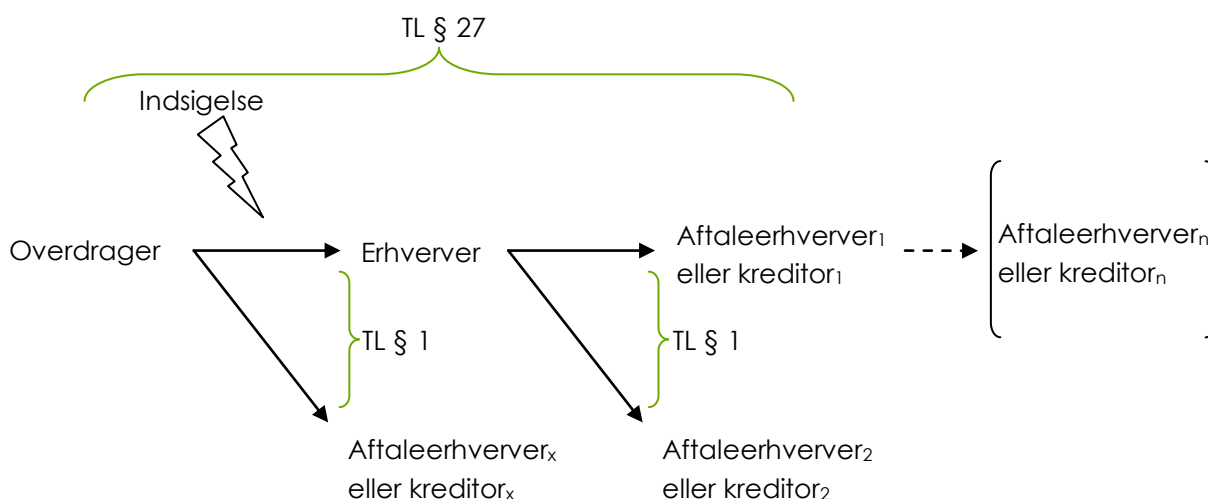 TL § 27
Indsigelse
Overdrager
Erhverver
Aftaleerhverver₁
eller kreditor₁
Aftaleerhververₙ
eller kreditorₙ
TL § 1
TL § 1
Aftaleerhververₓ
eller kreditorₓ
Aftaleerhverver₂
eller kreditor₂